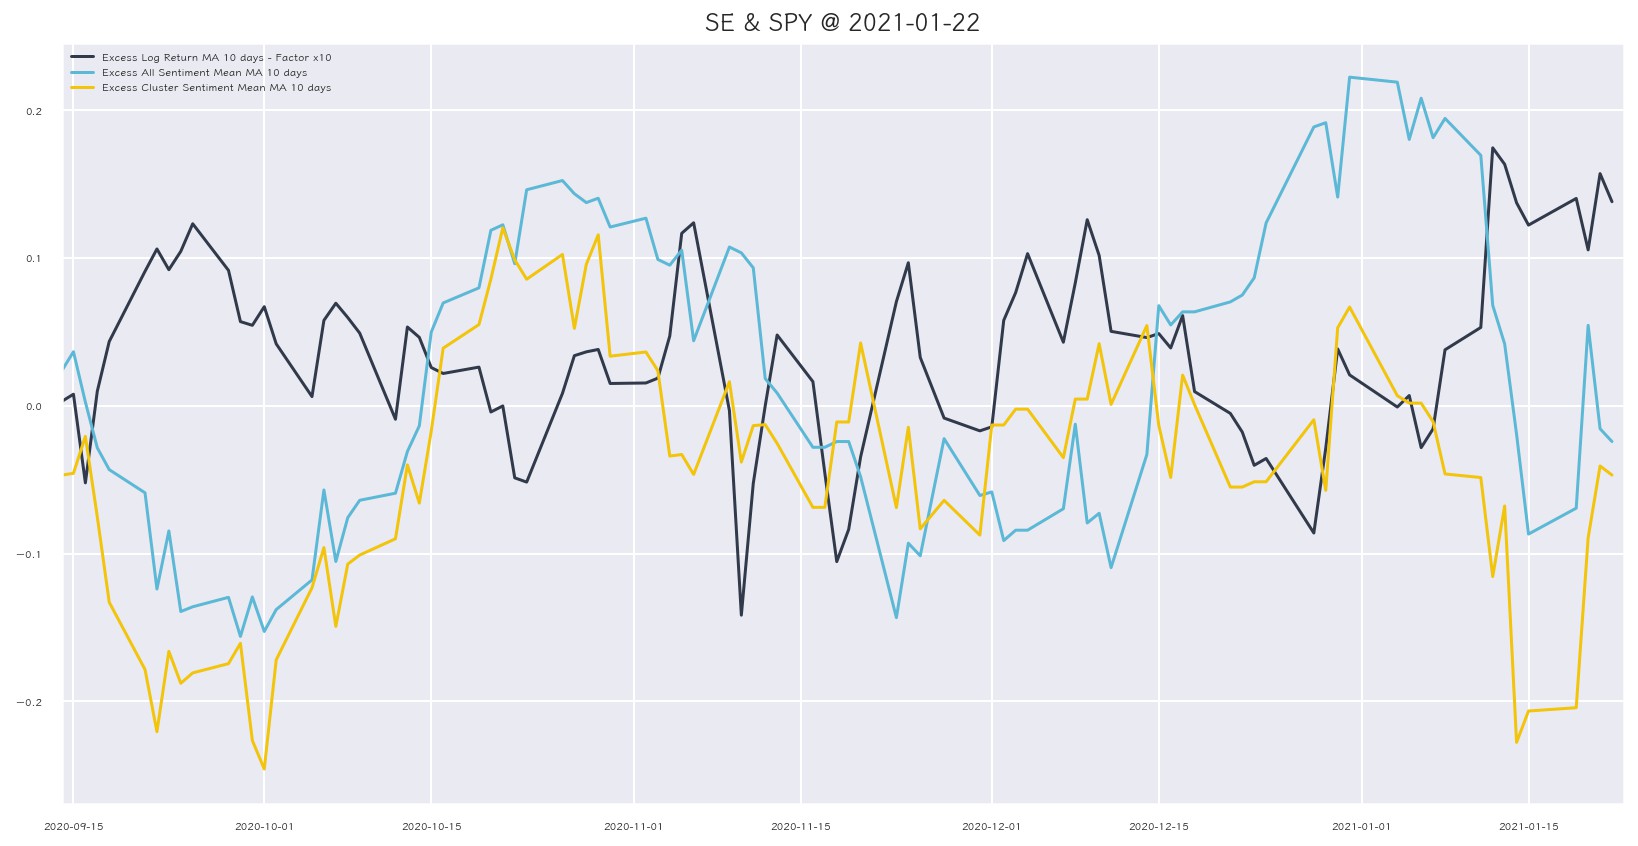 SE & SPY @ 2021-01-22
Excess Log Return MA 10 days - Factor x10
Excess All Sentiment Mean MA 10 days
Excess Cluster Sentiment Mean MA 10 days
0.2
0.1
0.0
−0.1
−0.2
2020-09-15 2020-10-01 2020-10-15 2020-11-01 2020-11-15 2020-12-01 2020-12-15 2021-01-01 2021-01-15